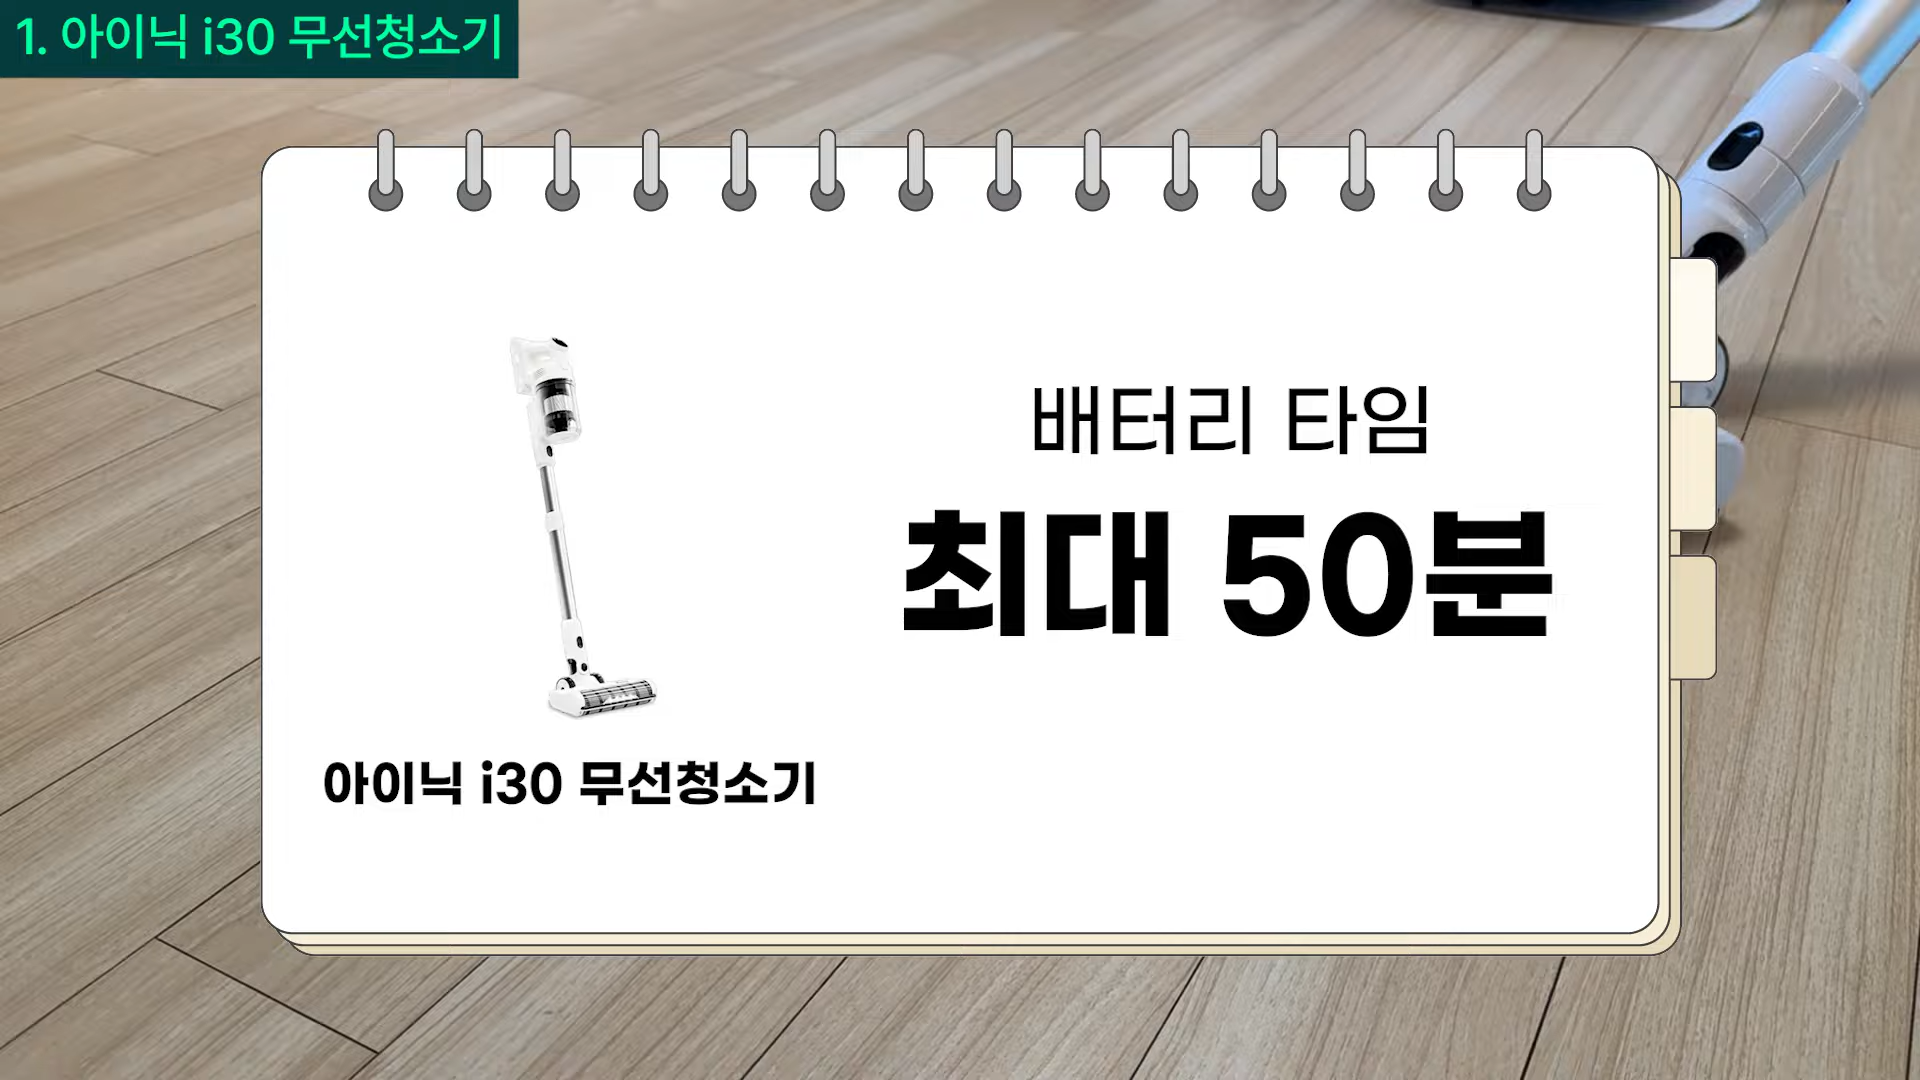 1. 아이닉 i30 무선청소기
배터리 타임
최대 50분
아이닉 i30 무선청소기